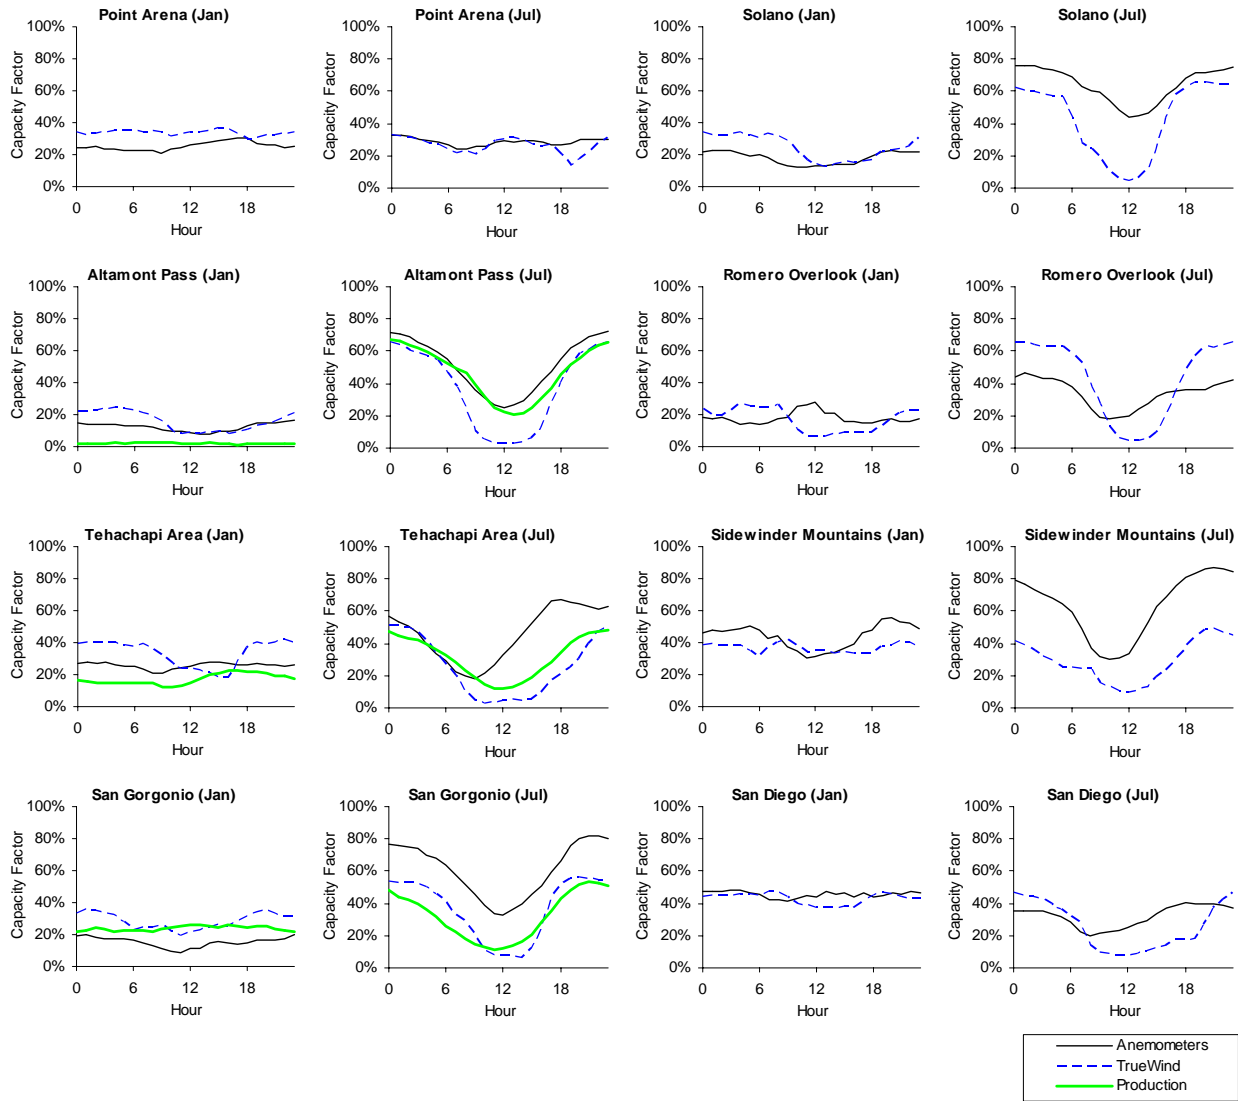 Point Arena (Jan)
Capacity Factor
100%
80%
60%
40%
20%
0%
0 6 12 18
Hour
Point Arena (Jul)
Capacity Factor
100%
80%
60%
40%
20%
0%
0 6 12 18
Hour
Solano (Jan)
Capacity Factor
100%
80%
60%
40%
20%
0%
0 6 12 18
Hour
Solano (Jul)
Capacity Factor
100%
80%
60%
40%
20%
0%
0 6 12 18
Hour
Altamont Pass (Jan)
Capacity Factor
100%
80%
60%
40%
20%
0%
0 6 12 18
Hour
Altamont Pass (Jul)
Capacity Factor
100%
80%
60%
40%
20%
0%
0 6 12 18
Hour
Romero Overlook (Jan)
Capacity Factor
100%
80%
60%
40%
20%
0%
0 6 12 18
Hour
Romero Overlook (Jul)
Capacity Factor
100%
80%
60%
40%
20%
0%
0 6 12 18
Hour
Tehachapi Area (Jan)
Capacity Factor
100%
80%
60%
40%
20%
0%
0 6 12 18
Hour
Tehachapi Area (Jul)
Capacity Factor
100%
80%
60%
40%
20%
0%
0 6 12 18
Hour
Sidewinder Mountains (Jan)
Capacity Factor
100%
80%
60%
40%
20%
0%
0 6 12 18
Hour
Sidewinder Mountains (Jul)
Capacity Factor
100%
80%
60%
40%
20%
0%
0 6 12 18
Hour
San Gorgonio (Jan)
Capacity Factor
100%
80%
60%
40%
20%
0%
0 6 12 18
Hour
San Gorgonio (Jul)
Capacity Factor
100%
80%
60%
40%
20%
0%
0 6 12 18
Hour
San Diego (Jan)
Capacity Factor
100%
80%
60%
40%
20%
0%
0 6 12 18
Hour
San Diego (Jul)
Capacity Factor
100%
80%
60%
40%
20%
0%
0 6 12 18
Hour
Anemometers
TrueWind
Production